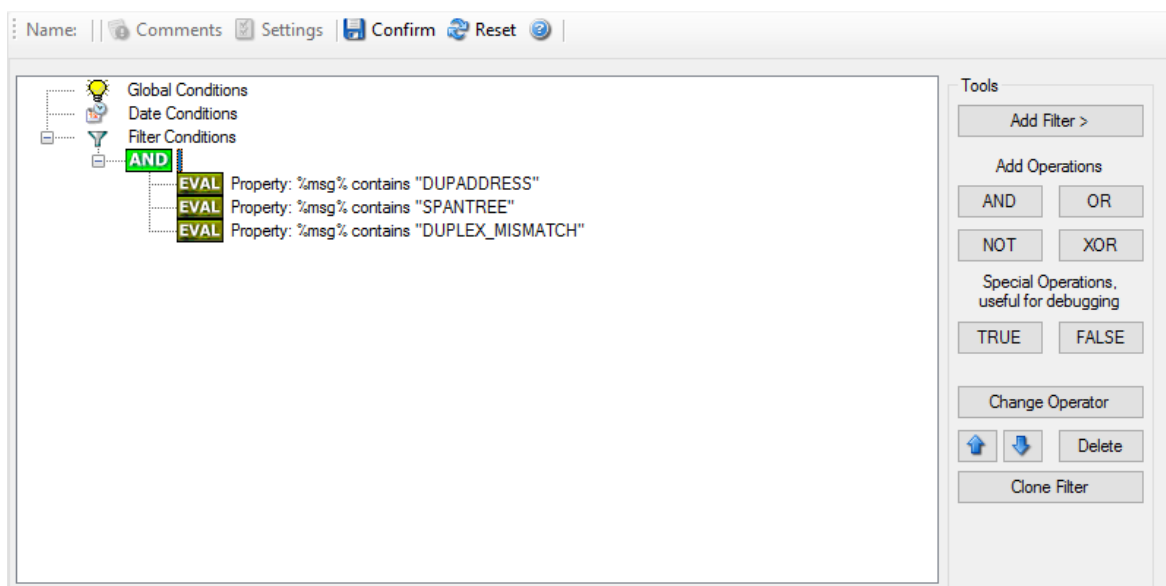 Name: Comments Settings Confirm Reset
Global Conditions
Date Conditions
Filter Conditions
AND
EVAL Property: %msg% contains "DUPADDRESS"
EVAL Property: %msg% contains "SPANTREE"
EVAL Property: %msg% contains "DUPLEX_MISMATCH"
Tools
Add Filter >
Add Operations
AND OR
NOT XOR
Special Operations,
useful for debugging
TRUE FALSE
Change Operator
Delete
Clone Filter